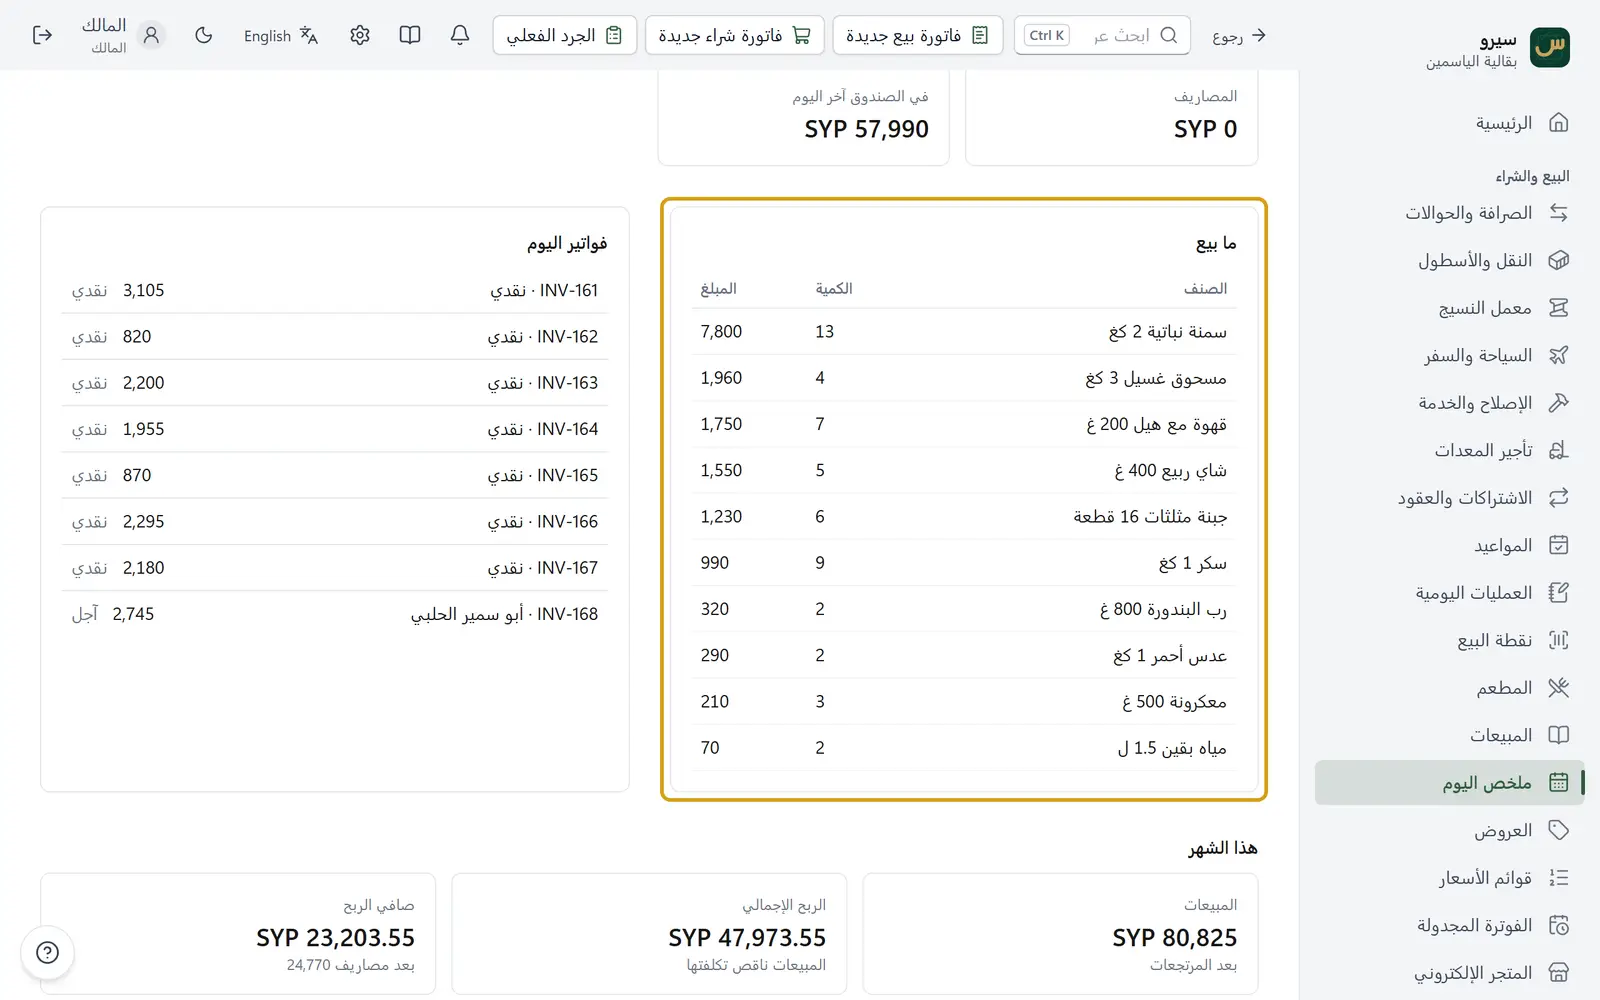 سيرو
بقالية الياسمين
رجوع
ابحث عن
Ctrl K
فاتورة بيع جديدة
فاتورة شراء جديدة
الجرد الفعلي
English
المالك
المالك
الرئيسية
البيع والشراء
الصرافة والحوالات
النقل والأسطول
معمل النسيج
السياحة والسفر
الإصلاح والخدمة
تأجير المعدات
الاشتراكات والعقود
المواعيد
العمليات اليومية
نقطة البيع
المطعم
المبيعات
ملخص اليوم
العروض
قوائم الأسعار
الفوترة المجدولة
المتجر الإلكتروني
المصاريف
SYP 0
في الصندوق آخر اليوم
SYP 57,990
ما بيع
الصنف الكمية المبلغ
سمنة نباتية 2 كغ 13 7,800
مسحوق غسيل 3 كغ 4 1,960
قهوة مع هيل 200 غ 7 1,750
شاي ربيع 400 غ 5 1,550
جبنة مثلثات 16 قطعة 6 1,230
سكر 1 كغ 9 990
رب البندورة 800 غ 2 320
عدس أحمر 1 كغ 2 290
معكرونة 500 غ 3 210
مياه بقين 1.5 ل 2 70
فواتير اليوم
INV-161 · نقدي 3,105 نقدي
INV-162 · نقدي 820 نقدي
INV-163 · نقدي 2,200 نقدي
INV-164 · نقدي 1,955 نقدي
INV-165 · نقدي 870 نقدي
INV-166 · نقدي 2,295 نقدي
INV-167 · نقدي 2,180 نقدي
INV-168 · أبو سمير الحلبي 2,745 آجل
هذا الشهر
المبيعات
SYP 80,825
بعد المرتجعات
الربح الإجمالي
SYP 47,973.55
المبيعات ناقص تكلفتها
صافي الربح
SYP 23,203.55
بعد مصاريف 24,770